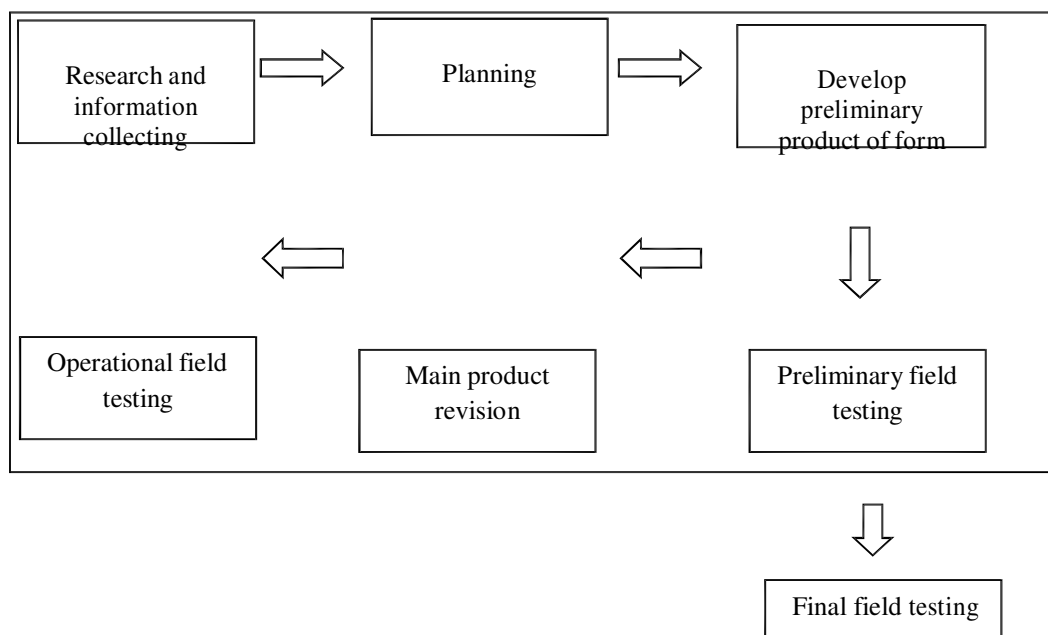 Research and
information
collecting
Planning
Develop
preliminary
product of form
Operational field
testing
Main product
revision
Preliminary field
testing
Final field testing